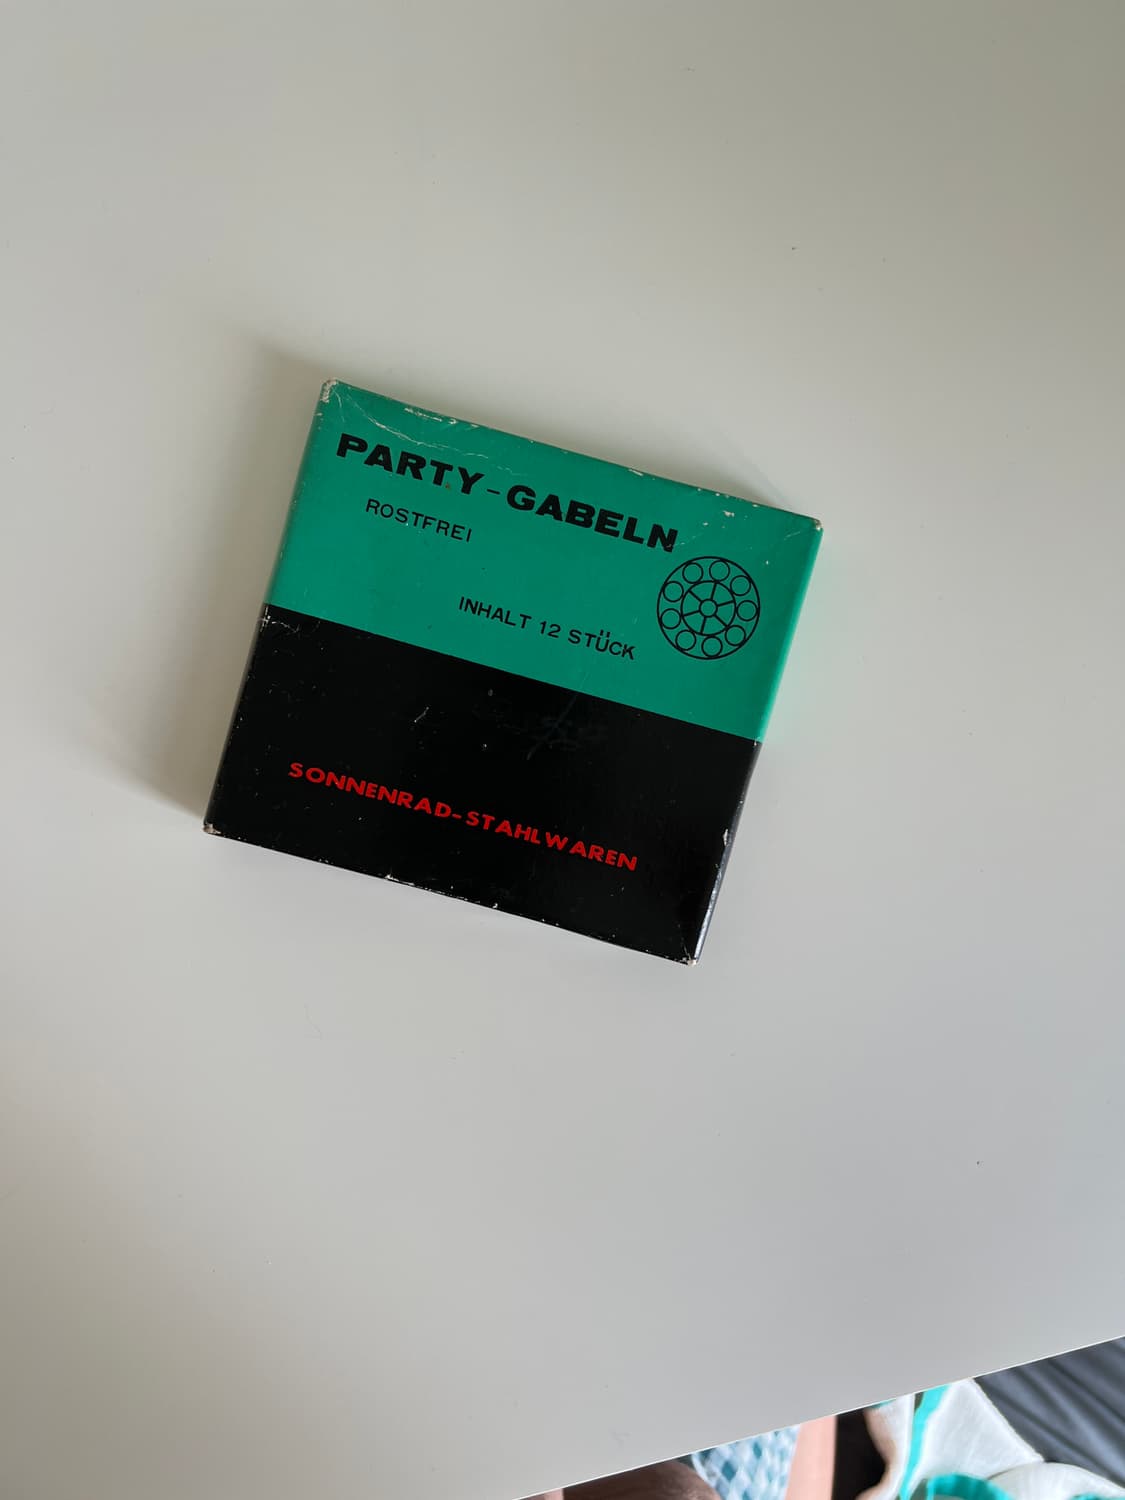 PARTY-GABELN
ROSTFREI
INHALT 12 STÜCK
SONNENRAD-STAHLWAREN